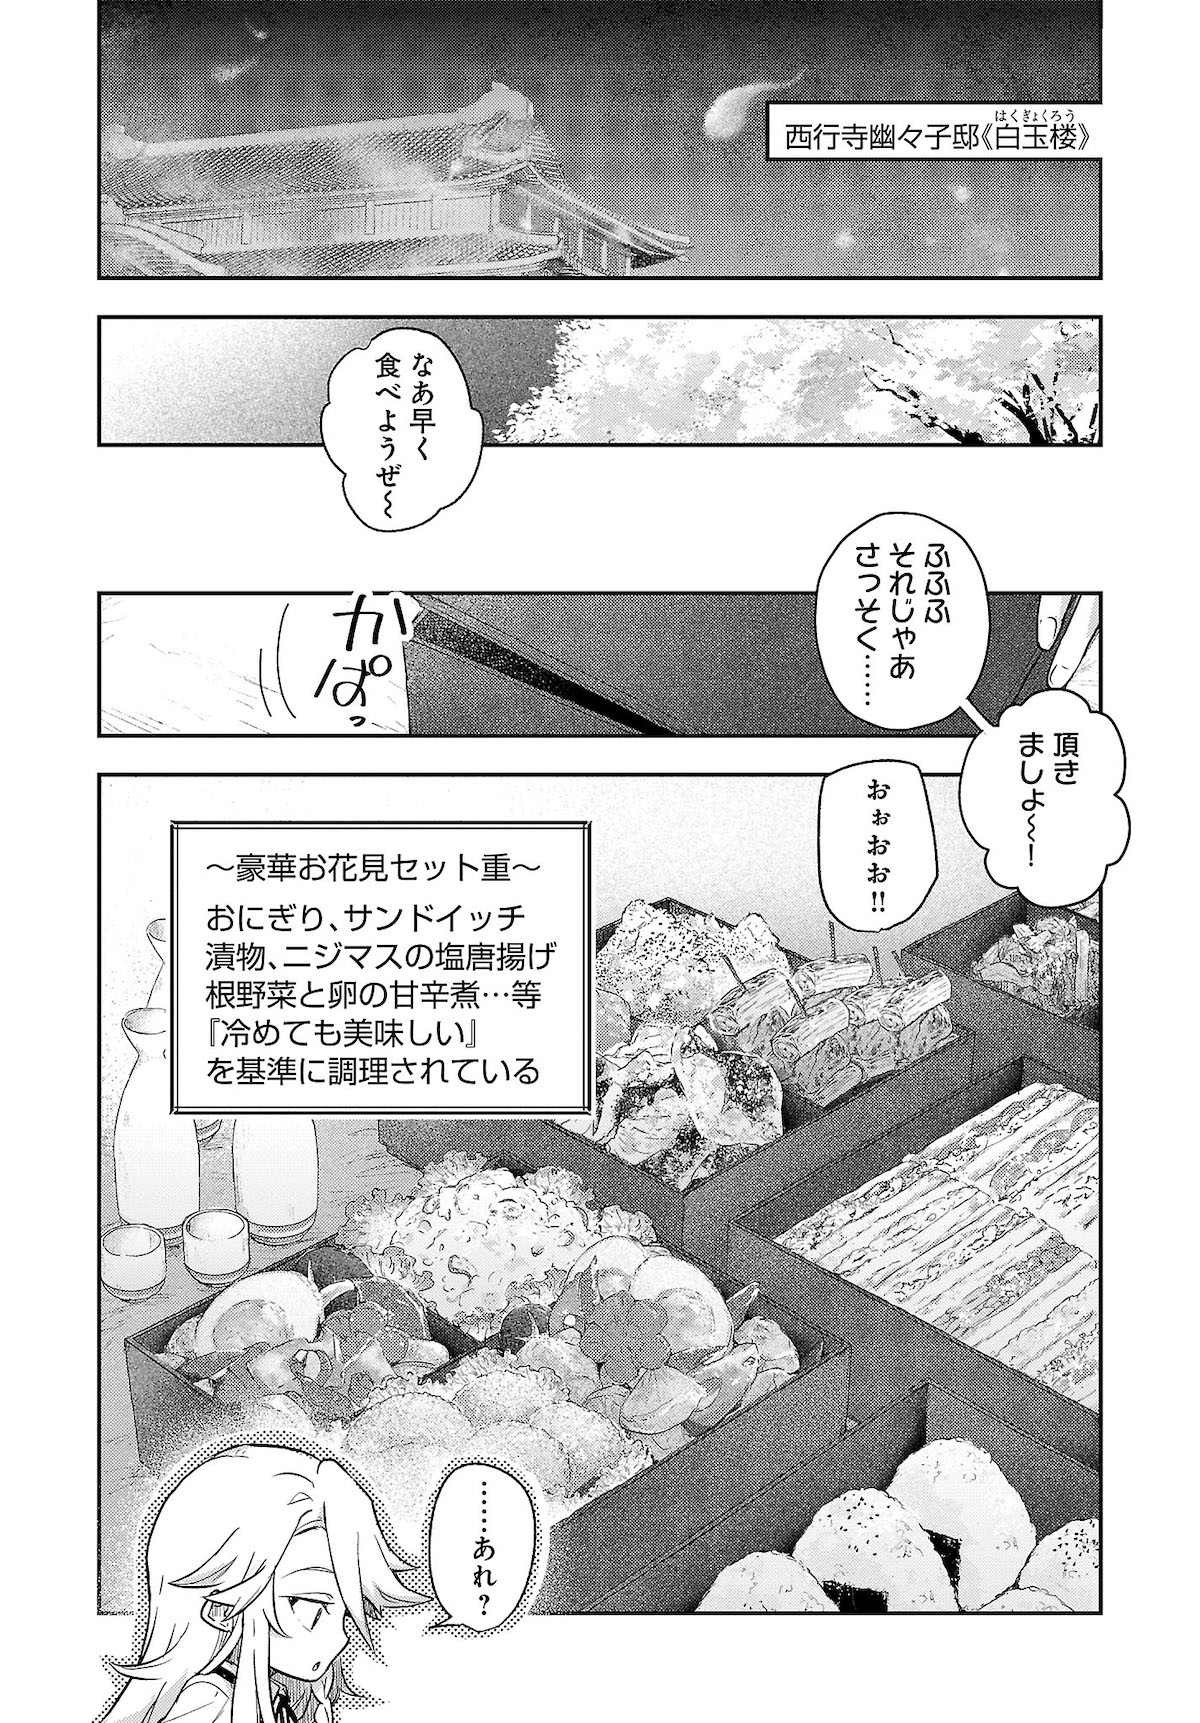 はくぎょくろう
西行寺幽々子邸《白玉楼》
なあ早く
食べようぜ〜
ふふふ
それじゃあ
さっそく……
かぱっ
頂き
ましょ〜！
おぉおお!!
〜豪華お花見セット重〜
おにぎり、サンドイッチ
漬物、ニジマスの塩唐揚げ
根野菜と卵の甘辛煮…等
『冷めても美味しい』
を基準に調理されている
……あれ？